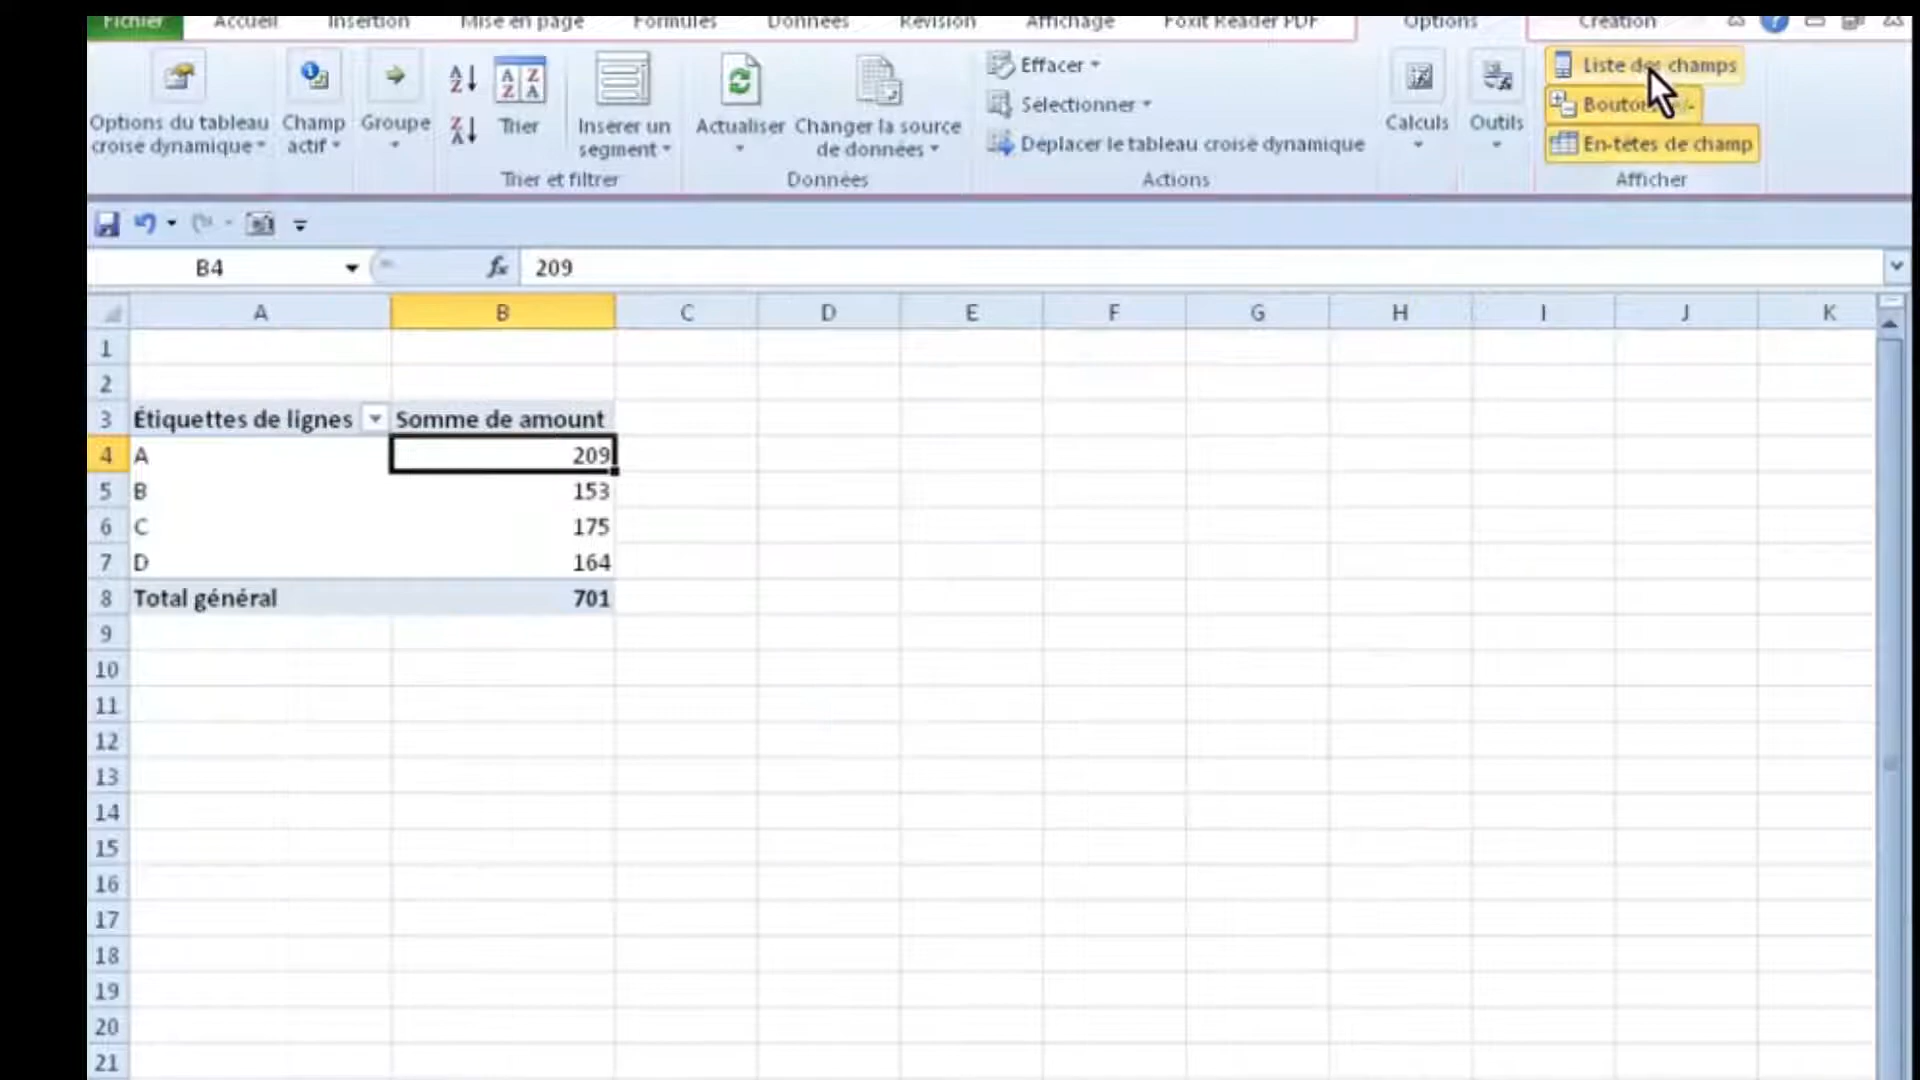 Fichier Accueil Insertion Mise en page Formules Données Révision Affichage Foxit Reader PDF Options Création
Options du tableau
croisé dynamique
Champ
actif
Groupe
A
Z
Z
A
A Z
Z A
Trier
Insérer un
segment
Trier et filtrer
Actualiser
Changer la source
de données
Données
Effacer
Sélectionner
Déplacer le tableau croisé dynamique
Actions
Calculs
Outils
Liste des champs
En-têtes de champ
Afficher
B4 fx 209
A B C D E F G H I J K
1
2
3 Étiquettes de lignes Somme de amount
4 A 209
5 B 153
6 C 175
7 D 164
8 Total général 701
9
10
11
12
13
14
15
16
17
18
19
20
21